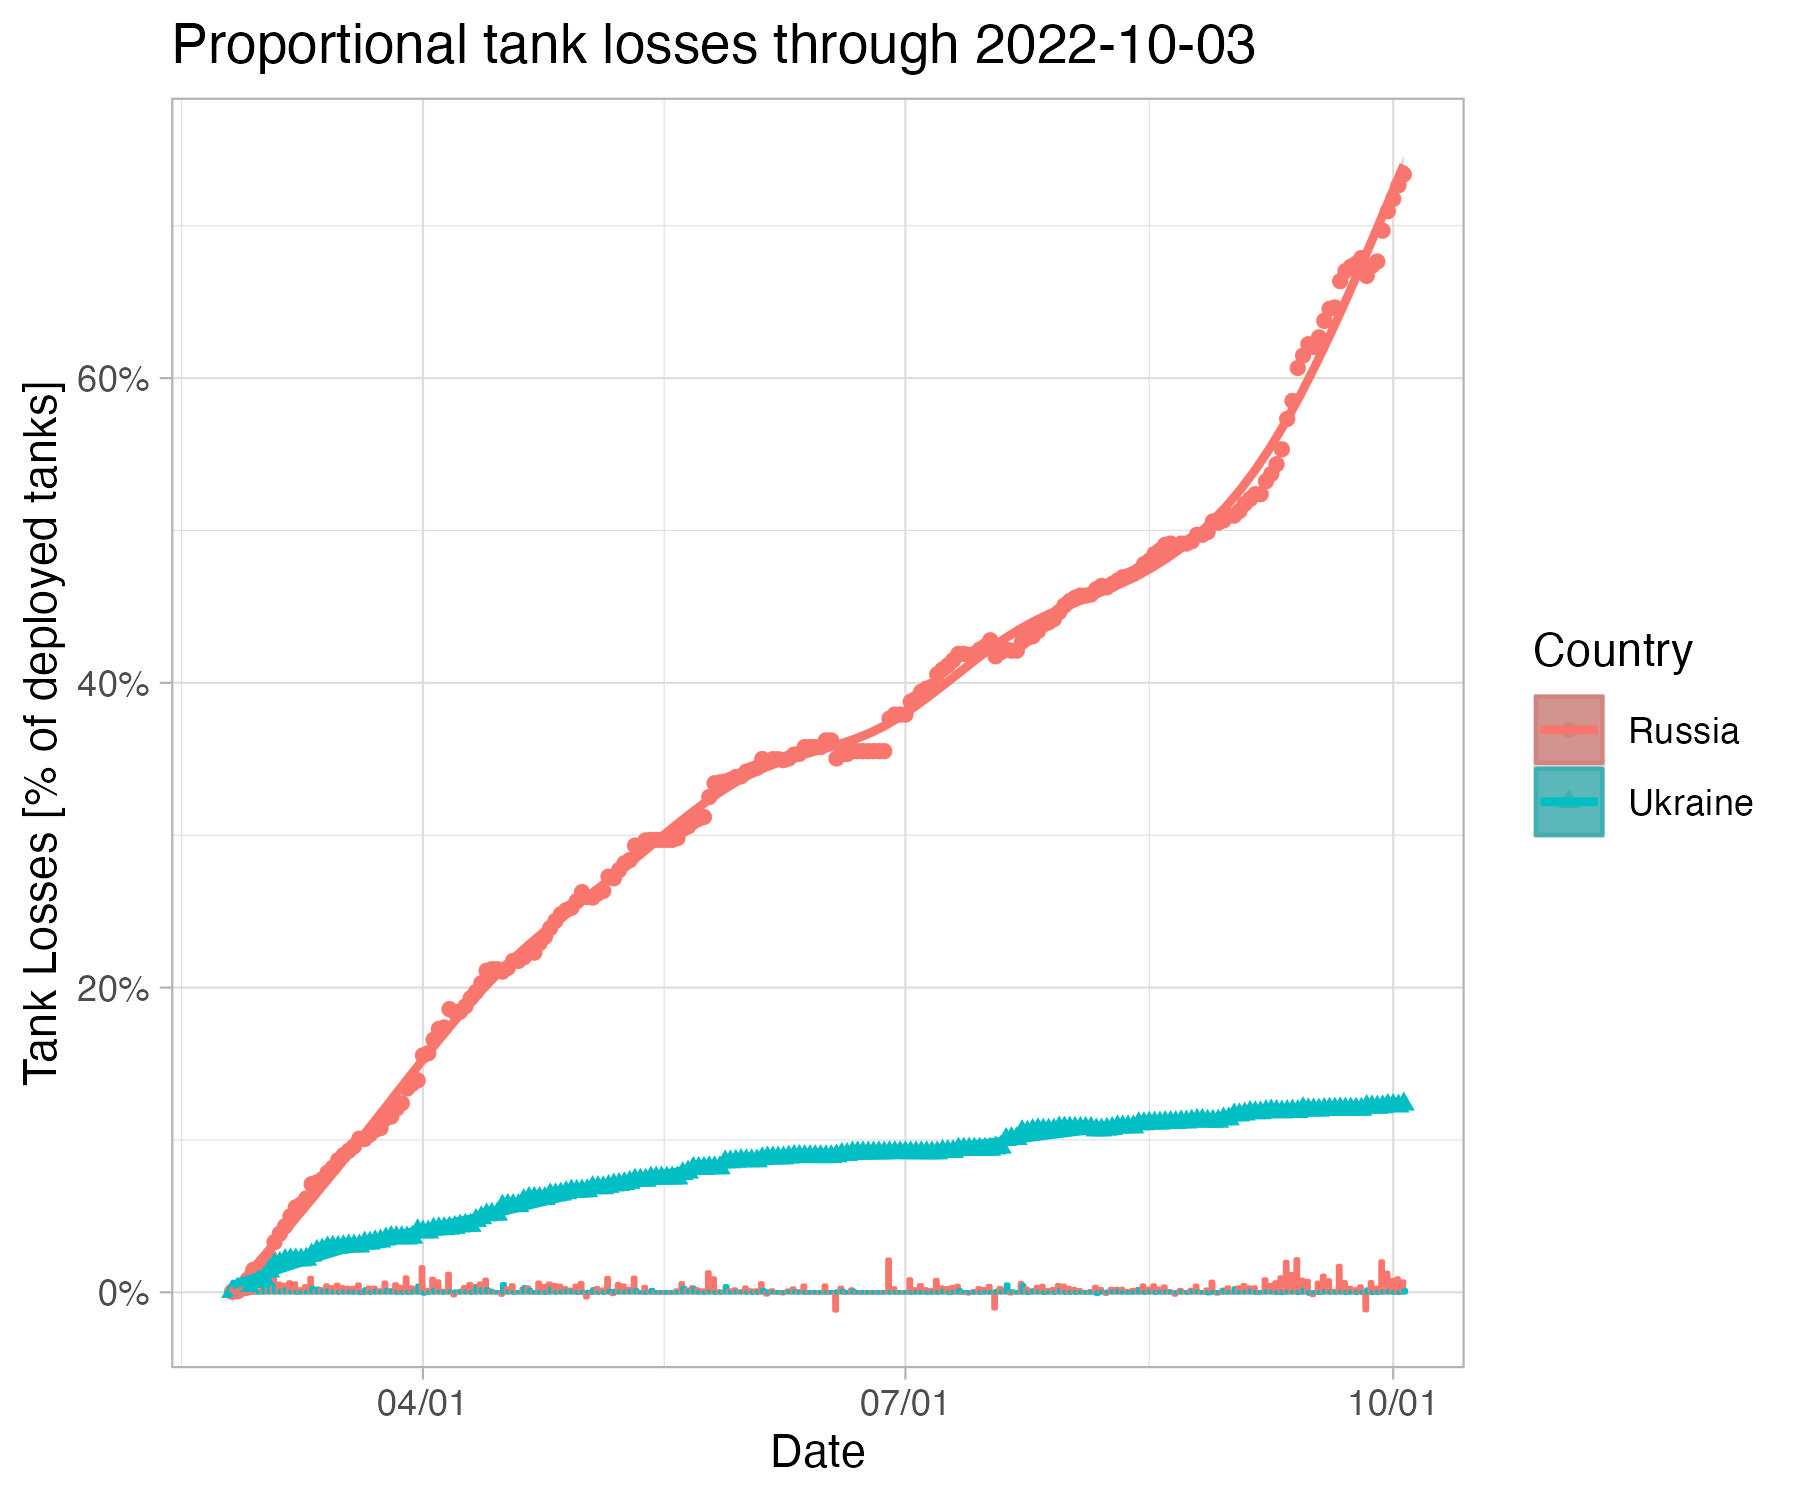 Proportional tank losses through 2022-10-03
Tank Losses [% of deployed tanks]
60%
40%
20%
0%
04/01
07/01
10/01
Date
Country
Russia
Ukraine